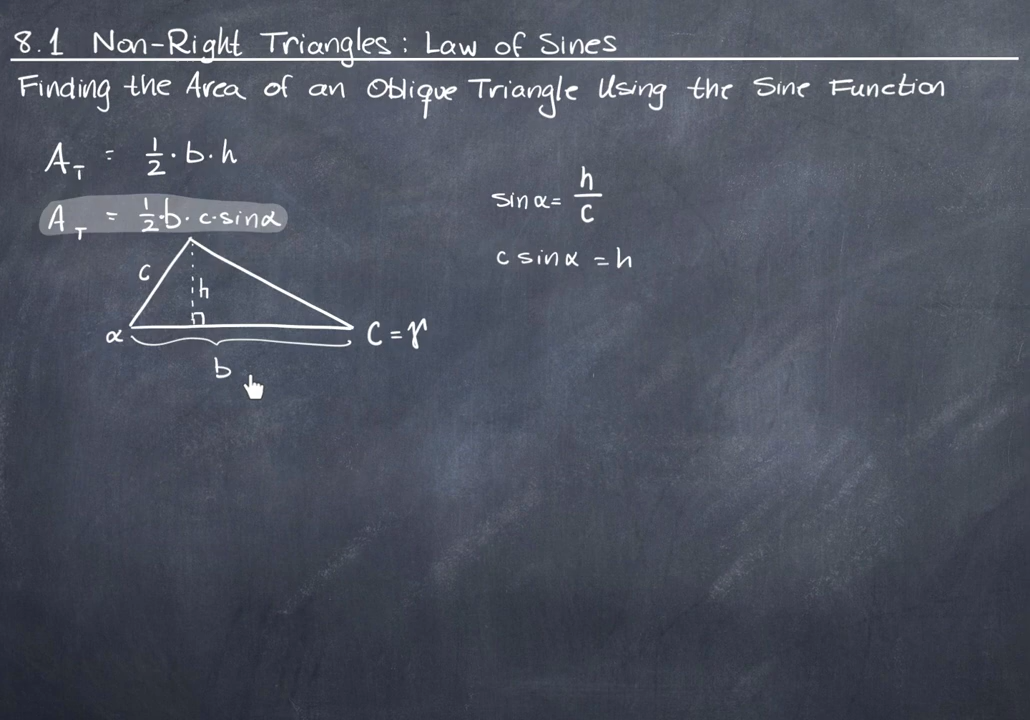 8.1 Non-Right Triangles: Law of Sines
Finding the Area of an Oblique Triangle Using the Sine Function
A_T = 1/2 · b · h
A_T = 1/2 · b · c · sin α
sin α = h/c
c sin α = h
c
h
α
C = γ
b